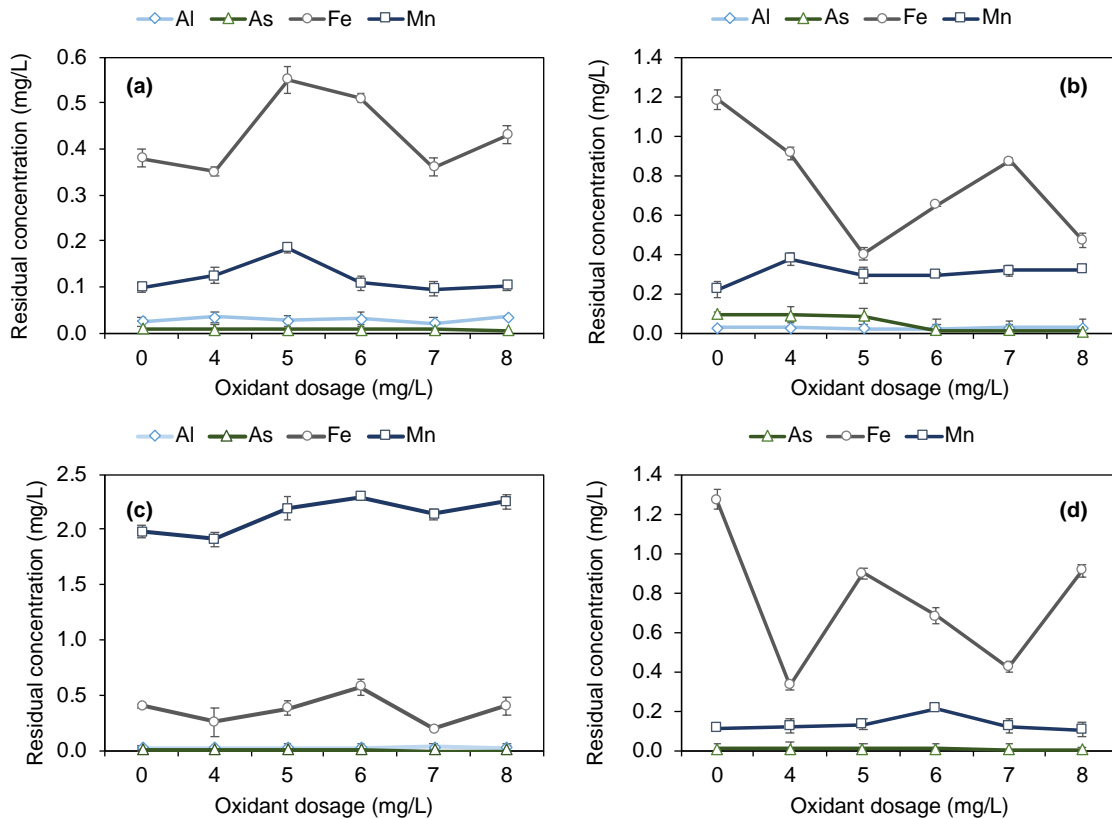 Al As Fe Mn
(a)
Residual concentration (mg/L)
0.6
0.5
0.4
0.3
0.2
0.1
0.0
0 4 5 6 7 8
Oxidant dosage (mg/L)
Al As Fe Mn
(b)
Residual concentration (mg/L)
1.4
1.2
1.0
0.8
0.6
0.4
0.2
0.0
0 4 5 6 7 8
Oxidant dosage (mg/L)
Al As Fe Mn
(c)
Residual concentration (mg/L)
2.5
2.0
1.5
1.0
0.5
0.0
0 4 5 6 7 8
Oxidant dosage (mg/L)
As Fe Mn
(d)
Residual concentration (mg/L)
1.4
1.2
1.0
0.8
0.6
0.4
0.2
0.0
0 4 5 6 7 8
Oxidant dosage (mg/L)